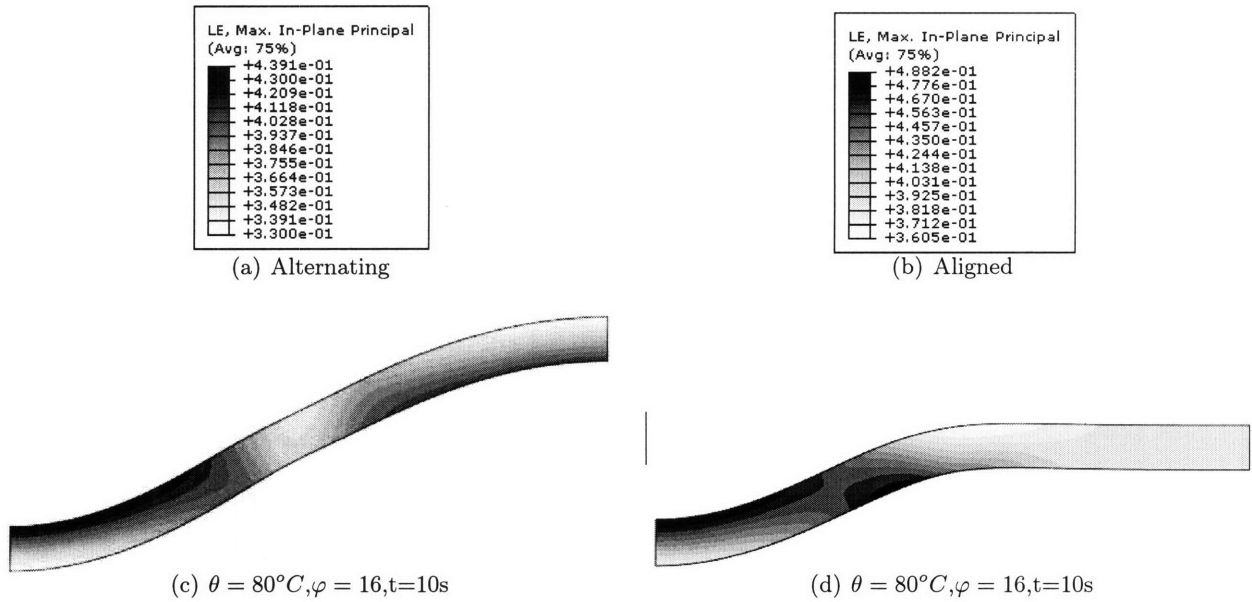 LE, Max. In-Plane Principal
(Avg: 75%)
+4.391e-01
+4.300e-01
+4.209e-01
+4.118e-01
+4.028e-01
+3.937e-01
+3.846e-01
+3.755e-01
+3.664e-01
+3.573e-01
+3.482e-01
+3.391e-01
+3.300e-01
(a) Alternating
LE, Max. In-Plane Principal
(Avg: 75%)
+4.882e-01
+4.776e-01
+4.670e-01
+4.563e-01
+4.457e-01
+4.350e-01
+4.244e-01
+4.138e-01
+4.031e-01
+3.925e-01
+3.818e-01
+3.712e-01
+3.605e-01
(b) Aligned
(c) θ = 80°C,φ = 16,t=10s
(d) θ = 80°C,φ = 16,t=10s